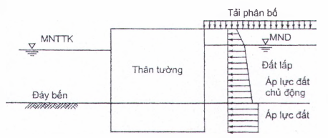 Tải phân bố
MNTTK
MND
Thân tường
Đất lấp
Áp lực đất
chủ động
Đáy bến
Áp lực đất